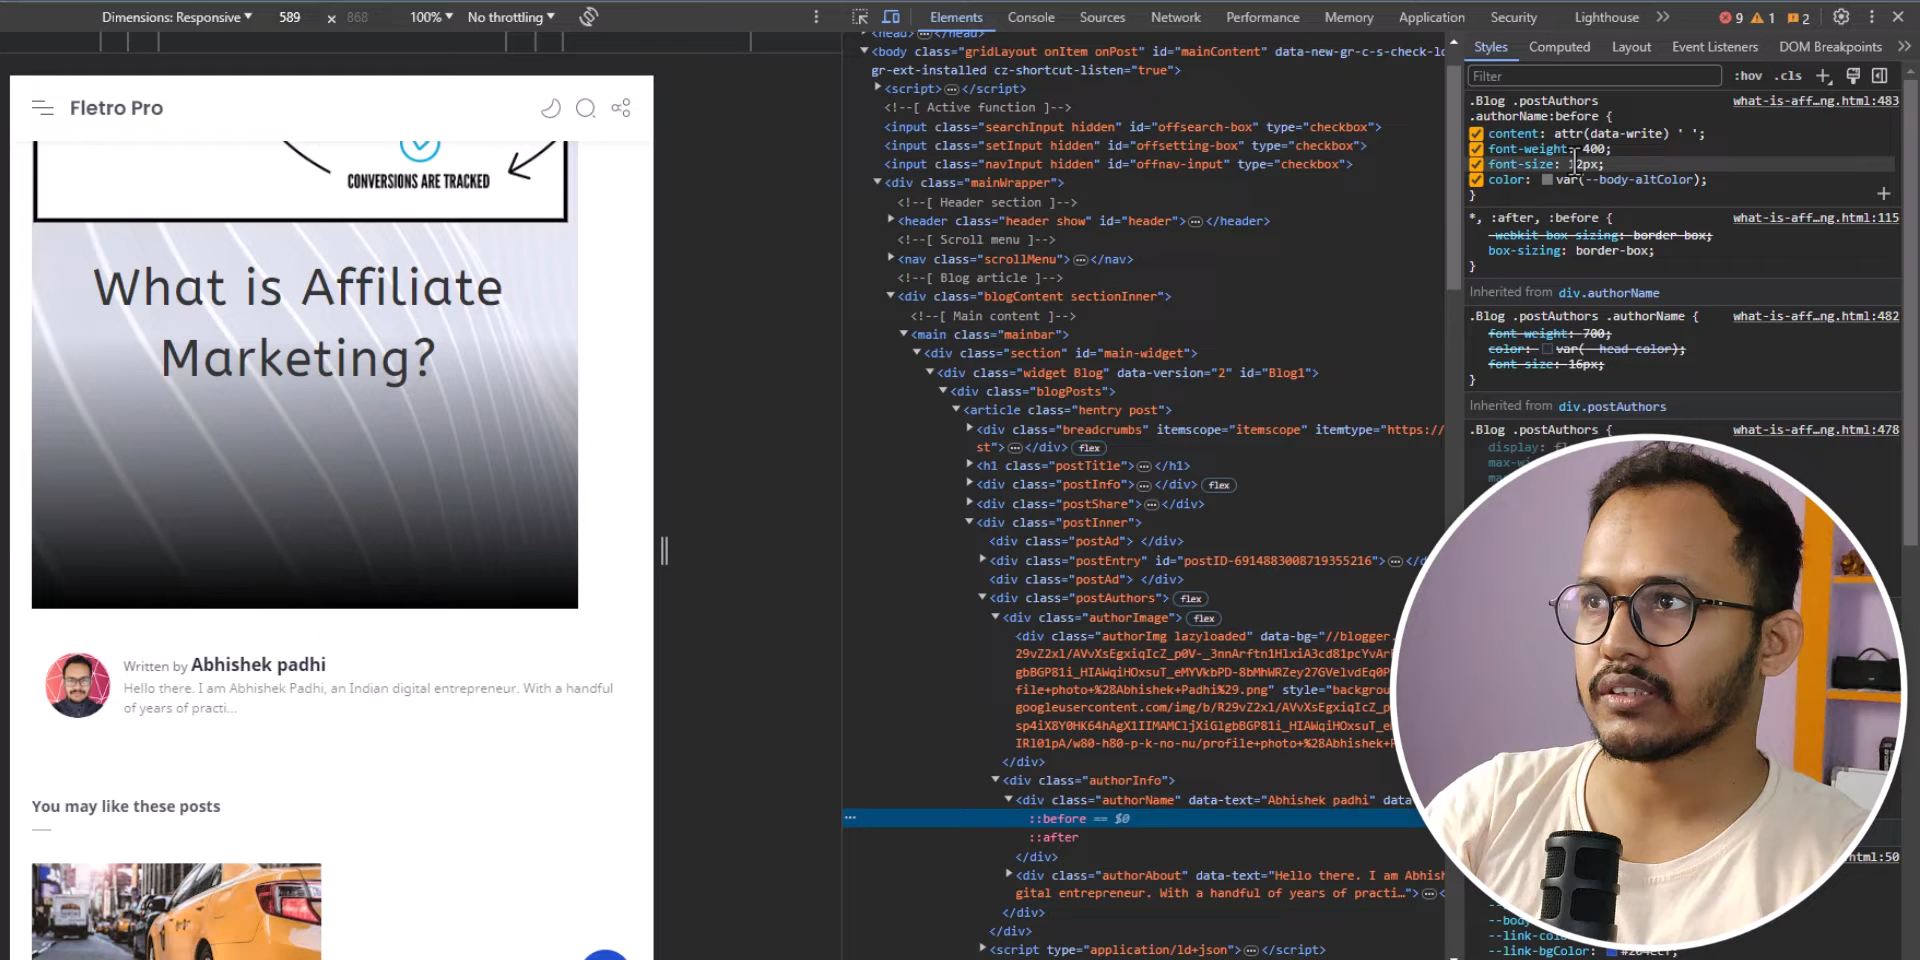 Dimensions: Responsive 589 × 868 100% No throttling
Elements Console Sources Network Performance Memory Application Security Lighthouse 9 1 2
Fletro Pro
CONVERSIONS ARE TRACKED
What is Affiliate
Marketing?
Written by Abhishek padhi
Hello there. I am Abhishek Padhi, an Indian digital entrepreneur. With a handful
of years of practi...
You may like these posts
<head>…</head>
<body class="gridLayout onItem onPost" id="mainContent" data-new-gr-c-s-check-lo
gr-ext-installed cz-shortcut-listen="true">
<script>…</script>
<!--[ Active function ]-->
<input class="searchInput hidden" id="offsearch-box" type="checkbox">
<input class="setInput hidden" id="offsetting-box" type="checkbox">
<input class="navInput hidden" id="offnav-input" type="checkbox">
<div class="mainWrapper">
<!--[ Header section ]-->
<header class="header show" id="header">…</header>
<!--[ Scroll menu ]-->
<nav class="scrollMenu">…</nav>
<!--[ Blog article ]-->
<div class="blogContent sectionInner">
<!--[ Main content ]-->
<main class="mainbar">
<div class="section" id="main-widget">
<div class="widget Blog" data-version="2" id="Blog1">
<div class="blogPosts">
<article class="hentry post">
<div class="breadcrumbs" itemscope="itemscope" itemtype="https://
st">…</div> flex
<h1 class="postTitle">…</h1>
<div class="postInfo">…</div> flex
<div class="postShare">…</div>
<div class="postInner">
<div class="postAd"> </div>
<div class="postEntry" id="postID-6914883008719355216">…</d
<div class="postAd"> </div>
<div class="postAuthors"> flex
<div class="authorImage"> flex
<div class="authorImg lazyloaded" data-bg="//blogger.
file+photo+%28Abhishek+Padhi%29.png" style="backgrou
</div>
<div class="authorInfo">
<div class="authorName" data-text="Abhishek padhi" data
::before == $0
::after
</div>
<div class="authorAbout" data-text="Hello there. I am Abhis
gital entrepreneur. With a handful of years of practi…">…
</div>
</div>
<script type="application/ld+json">…</script>
Styles Computed Layout Event Listeners DOM Breakpoints
Filter :hov .cls
.Blog .postAuthors what-is-aff…ng.html:483
.authorName:before {
content: attr(data-write) ' ';
font-weight: 400;
font-size: 12px;
color: var(--body-altColor);
}
*, :after, :before { what-is-aff…ng.html:115
-webkit-box-sizing: border-box;
box-sizing: border-box;
}
Inherited from div.authorName
.Blog .postAuthors .authorName { what-is-aff…ng.html:482
font-weight: 700;
color: var(--head-color);
font-size: 16px;
}
Inherited from div.postAuthors
.Blog .postAuthors { what-is-aff…ng.html:478
display:
html:50
--link-bgColor: